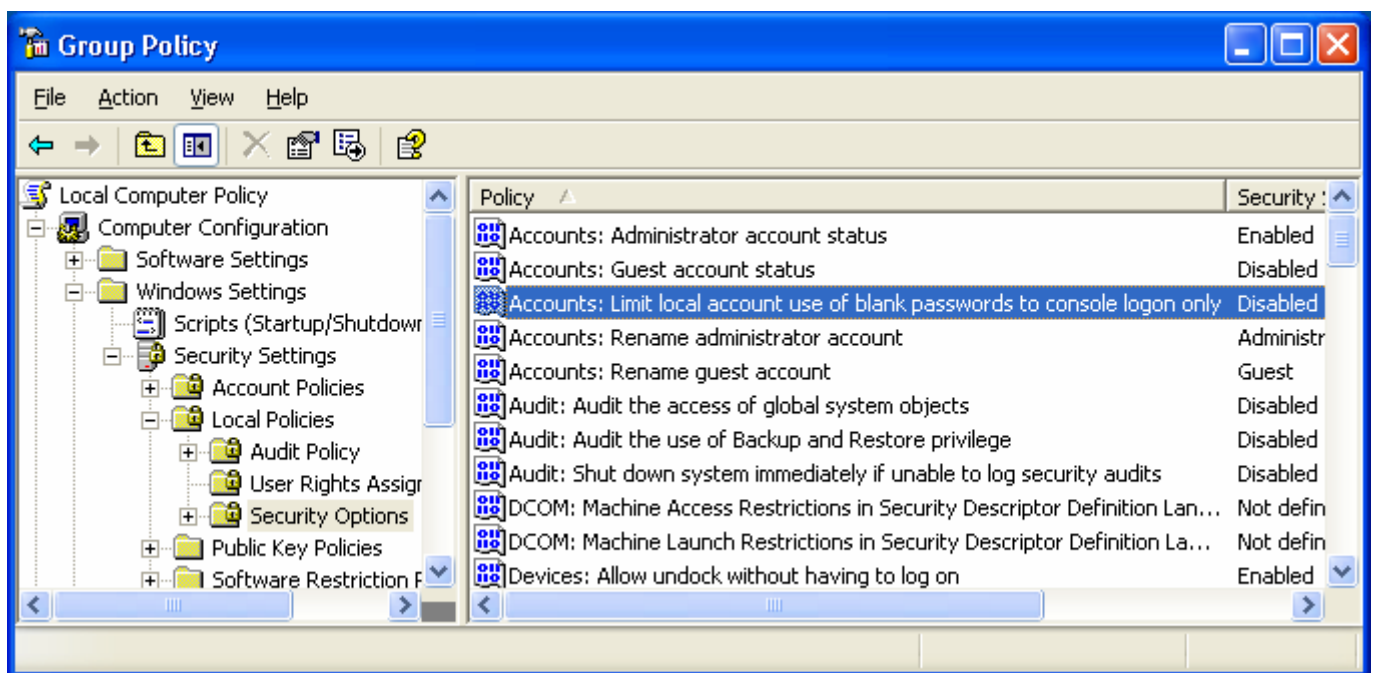 Group Policy
File Action View Help
Local Computer Policy
Computer Configuration
Software Settings
Windows Settings
Scripts (Startup/Shutdowr
Security Settings
Account Policies
Local Policies
Audit Policy
User Rights Assigr
Security Options
Public Key Policies
Software Restriction F
Policy Security :
Accounts: Administrator account status Enabled
Accounts: Guest account status Disabled
Accounts: Limit local account use of blank passwords to console logon only Disabled
Accounts: Rename administrator account Administr
Accounts: Rename guest account Guest
Audit: Audit the access of global system objects Disabled
Audit: Audit the use of Backup and Restore privilege Disabled
Audit: Shut down system immediately if unable to log security audits Disabled
DCOM: Machine Access Restrictions in Security Descriptor Definition Lan... Not defin
DCOM: Machine Launch Restrictions in Security Descriptor Definition La... Not defin
Devices: Allow undock without having to log on Enabled